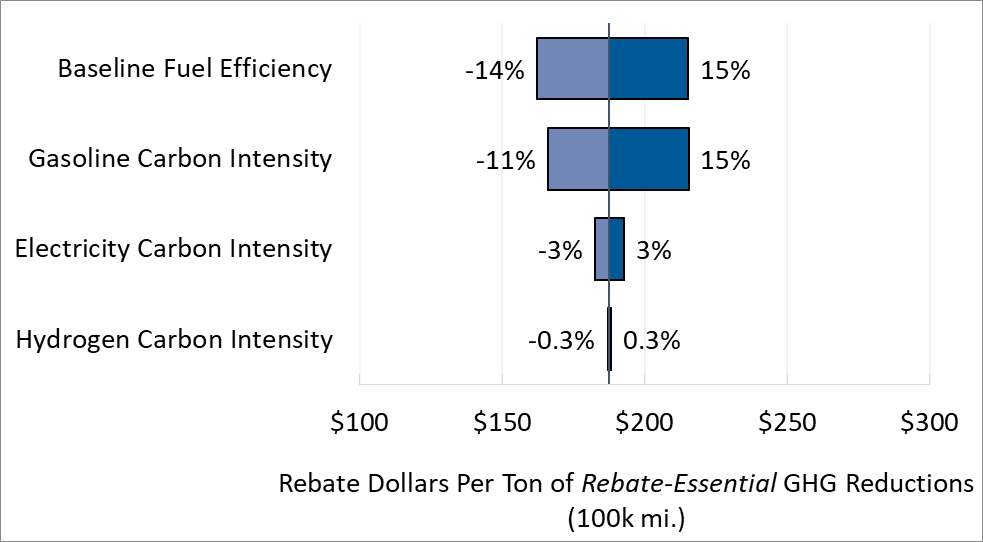 Baseline Fuel Efficiency
-14%
15%
Gasoline Carbon Intensity
-11%
15%
Electricity Carbon Intensity
-3%
3%
Hydrogen Carbon Intensity
-0.3%
0.3%
$100
$150
$200
$250
$300
Rebate Dollars Per Ton of Rebate-Essential GHG Reductions
(100k mi.)